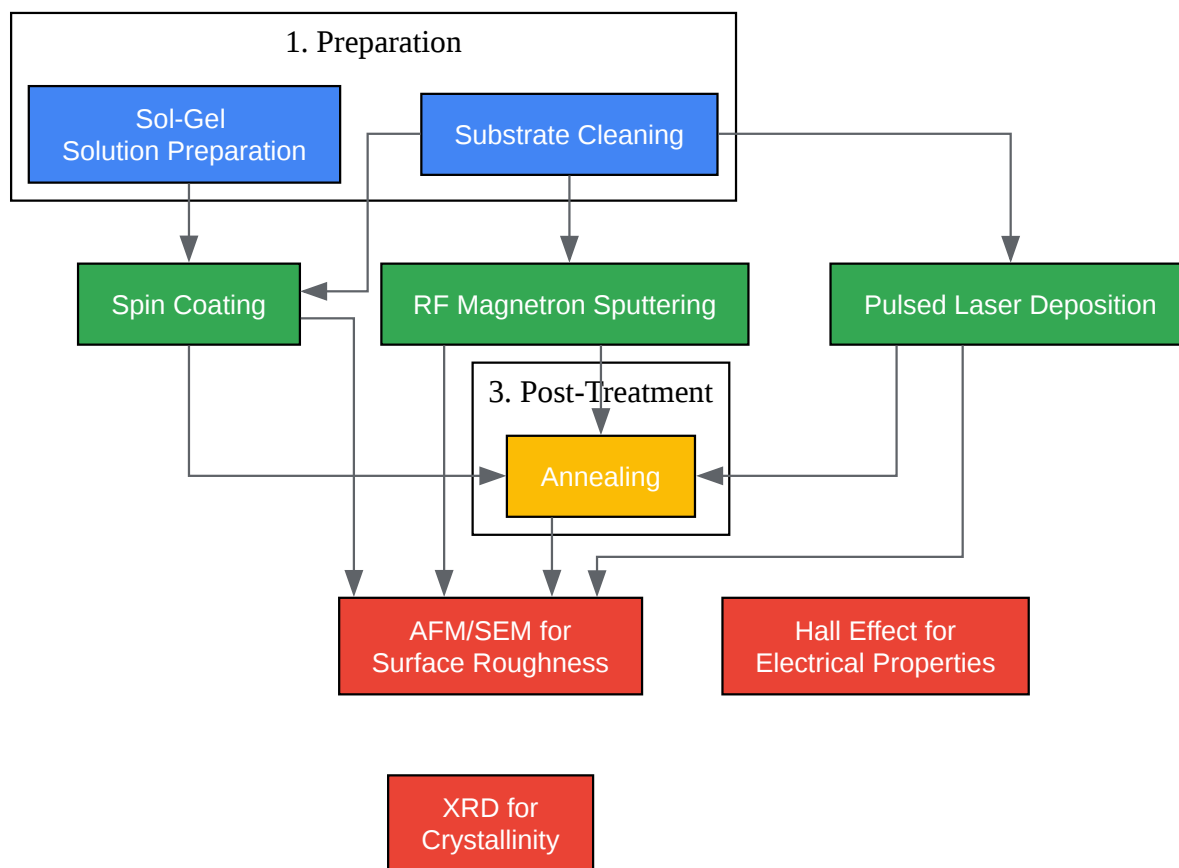 1. Preparation
Sol-Gel
Solution Preparation
Substrate Cleaning
Spin Coating
RF Magnetron Sputtering
Pulsed Laser Deposition
3. Post-Treatment
Annealing
AFM/SEM for
Surface Roughness
Hall Effect for
Electrical Properties
XRD for
Crystallinity